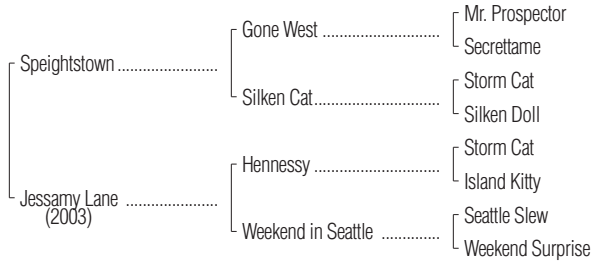 Mr. Prospector
Gone West ........................................
Secrettame
Speightstown ..........................
Storm Cat
Silken Cat...........................................
Silken Doll
Storm Cat
Hennessy ...........................................
Island Kitty
Jessamy Lane ........................
(2003)
Seattle Slew
Weekend in Seattle ....................
Weekend Surprise